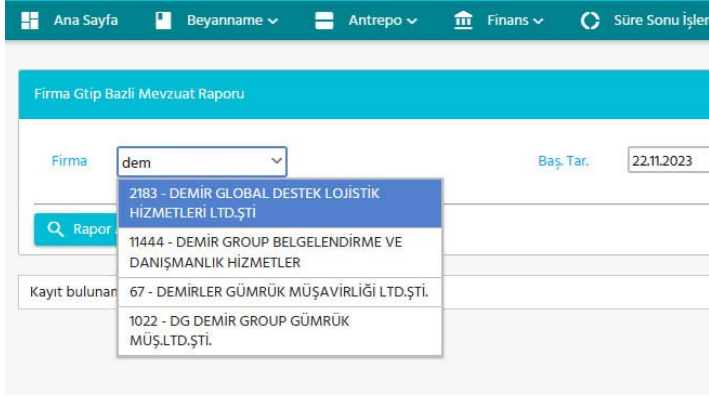 Ana Sayfa Beyanname Antrepo Finans Süre Sonu İşler
Firma Gtip Bazli Mevzuat Raporu
Firma dem Baş. Tar. 22.11.2023
2183 - DEMİR GLOBAL DESTEK LOJİSTİK
HİZMETLERİ LTD.ŞTİ
Rapor
11444 - DEMİR GROUP BELGELENDİRME VE
DANIŞMANLIK HİZMETLER
Kayıt bulunan
67 - DEMİRLER GÜMRÜK MÜŞAVİRLİĞİ LTD.ŞTİ.
1022 - DG DEMİR GROUP GÜMRÜK
MÜŞ.LTD.ŞTİ.